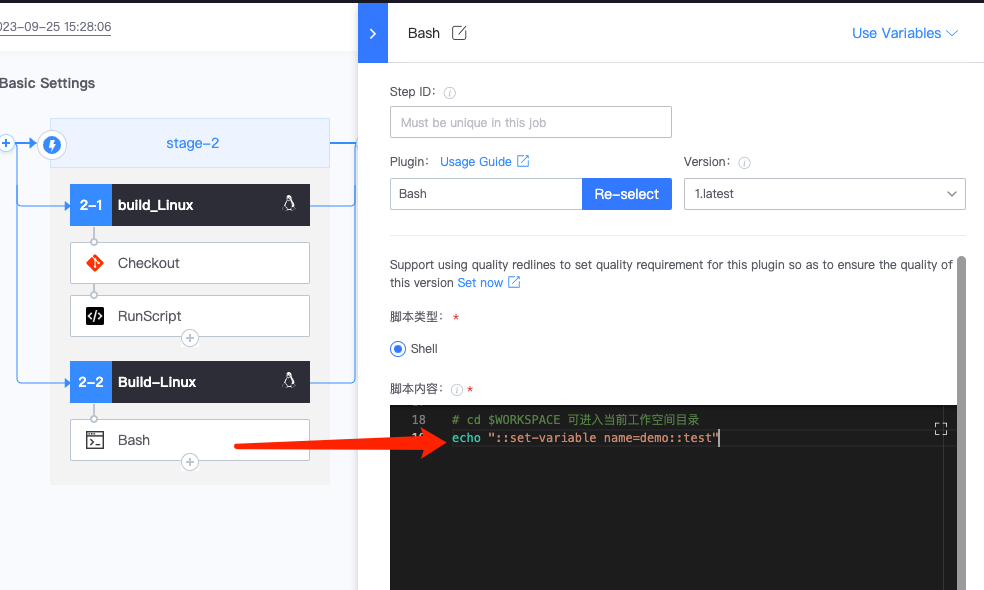 023-09-25 15:28:06
Basic Settings
stage-2
2-1 build_Linux
Checkout
RunScript
2-2 Build-Linux
Bash
Bash
Use Variables
Step ID:
Must be unique in this job
Plugin: Usage Guide
Version:
Bash
Re-select
1.latest
Support using quality redlines to set quality requirement for this plugin so as to ensure the quality of
this version Set now
脚本类型: *
Shell
脚本内容: *
18 # cd $WORKSPACE 可进入当前工作空间目录
19 echo "::set-variable name=demo::test"